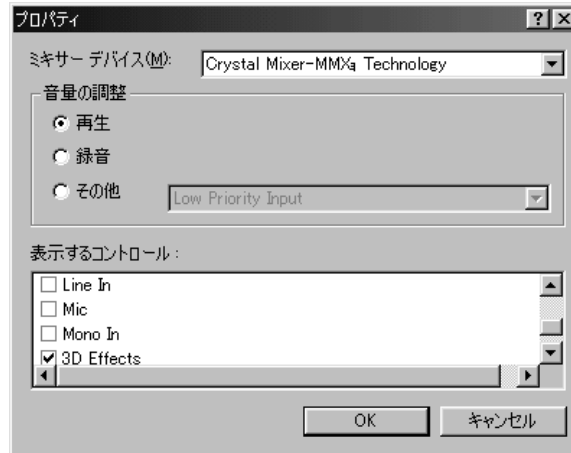 プロパティ
ミキサー デバイス(M): Crystal Mixer-MMX Technology
音量の調整
再生
録音
その他 Low Priority Input
表示するコントロール:
Line In
Mic
Mono In
3D Effects
OK キャンセル